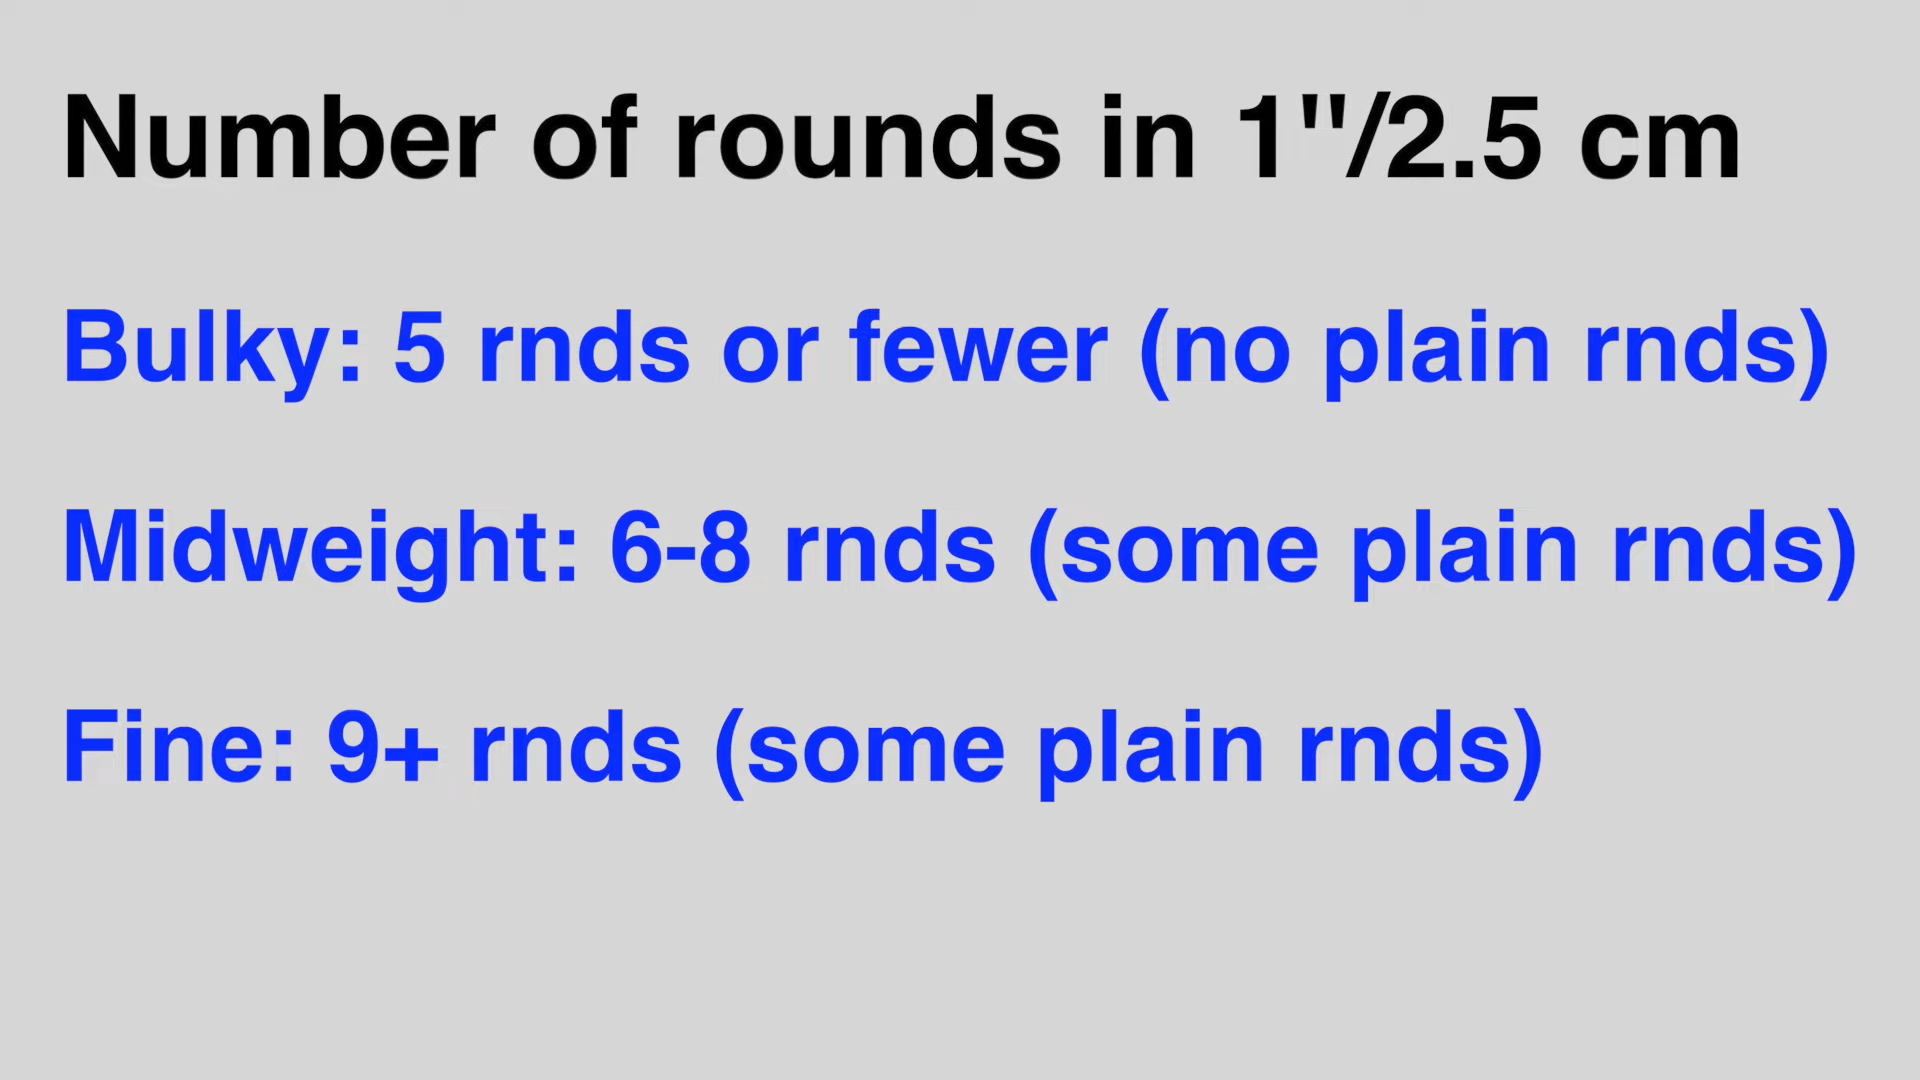 Number of rounds in 1"/2.5 cm
Bulky: 5 rnds or fewer (no plain rnds)
Midweight: 6-8 rnds (some plain rnds)
Fine: 9+ rnds (some plain rnds)